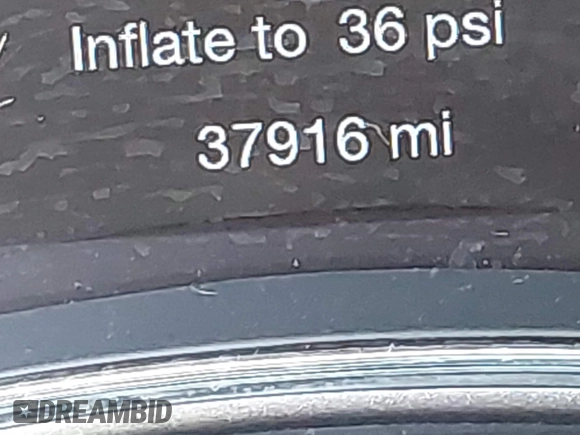 Inflate to 36 psi
37916 mi
DREAMBID